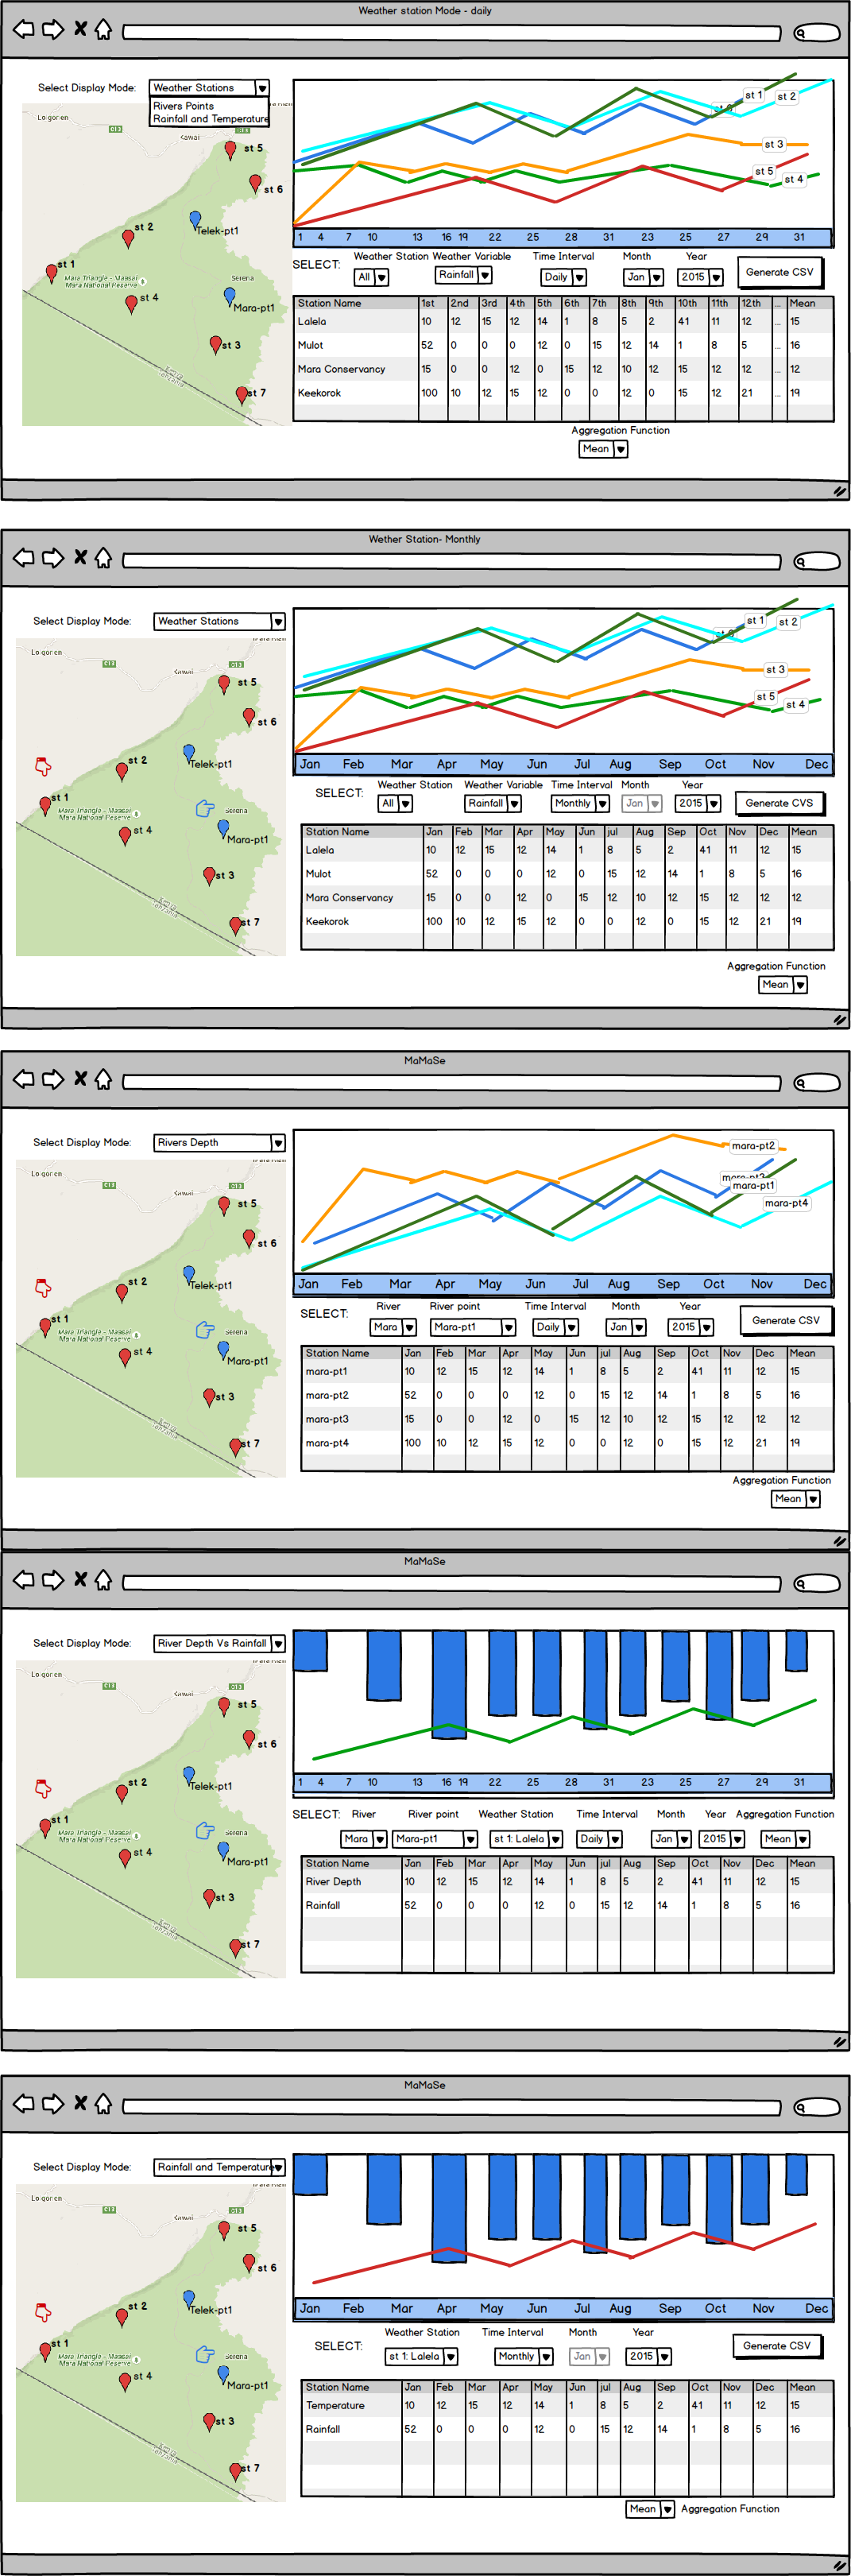 Weather station Mode - daily
Select Display Mode: Weather Stations
Rivers Points
Rainfall and Temperature
Lolgorien
C13
Kawai
st 5
st 6
st 2
Telek-pt1
st 1
Mara Triangle - Maasai
Mara National Reserve
Serena
st 4
Mara-pt1
st 3
st 7
Kenya
Tanzania
st 1
st 2
st 3
st 5
st 4
1 4 7 10 13 16 19 22 25 28 31 23 25 27 29 31
SELECT:
Weather Station Weather Variable Time Interval Month Year
All Rainfall Daily Jan 2015 Generate CSV
Station Name 1st 2nd 3rd 4th 5th 6th 7th 8th 9th 10th 11th 12th ... Mean
Lalela 10 12 15 12 14 1 8 5 2 41 11 12 ... 15
Mulot 52 0 0 0 12 0 15 12 14 1 8 5 ... 16
Mara Conservancy 15 0 0 12 0 15 12 10 12 15 12 12 ... 12
Keekorok 100 10 12 15 12 0 0 12 0 15 12 21 ... 19
Aggregation Function
Mean
Wether Station- Monthly
Select Display Mode: Weather Stations
Lolgorien
C13
C13
Kawai
st 5
st 6
st 2
Telek-pt1
st 1
Mara Triangle - Maasai
Mara National Reserve
Serena
st 4
Mara-pt1
st 3
st 7
Kenya
Tanzania
st 1
st 2
st 3
st 5
st 4
Jan Feb Mar Apr May Jun Jul Aug Sep Oct Nov Dec
SELECT:
Weather Station Weather Variable Time Interval Month Year
All Rainfall Monthly Jan 2015 Generate CVS
Station Name Jan Feb Mar Apr May Jun jul Aug Sep Oct Nov Dec Mean
Lalela 10 12 15 12 14 1 8 5 2 41 11 12 15
Mulot 52 0 0 0 12 0 15 12 14 1 8 5 16
Mara Conservancy 15 0 0 12 0 15 12 10 12 15 12 12 12
Keekorok 100 10 12 15 12 0 0 12 0 15 12 21 19
Aggregation Function
Mean
MaMaSe
Select Display Mode: Rivers Depth
Lolgorien
C13
C13
Kawai
st 5
st 6
st 2
Telek-pt1
st 1
Mara Triangle - Maasai
Mara National Reserve
Serena
st 4
Mara-pt1
st 3
st 7
Kenya
Tanzania
mara-pt2
mara-pt1
mara-pt4
Jan Feb Mar Apr May Jun Jul Aug Sep Oct Nov Dec
SELECT:
River River point Time Interval Month Year
Mara Mara-pt1 Daily Jan 2015 Generate CSV
Station Name Jan Feb Mar Apr May Jun jul Aug Sep Oct Nov Dec Mean
mara-pt1 10 12 15 12 14 1 8 5 2 41 11 12 15
mara-pt2 52 0 0 0 12 0 15 12 14 1 8 5 16
mara-pt3 15 0 0 12 0 15 12 10 12 15 12 12 12
mara-pt4 100 10 12 15 12 0 0 12 0 15 12 21 19
Aggregation Function
Mean
MaMaSe
Select Display Mode: River Depth Vs Rainfall
Lolgorien
C13
C13
Kawai
st 5
st 6
st 2
Telek-pt1
st 1
Mara Triangle - Maasai
Mara National Reserve
Serena
st 4
Mara-pt1
st 3
st 7
Kenya
Tanzania
1 4 7 10 13 16 19 22 25 28 31 23 25 27 29 31
SELECT: River River point Weather Station Time Interval Month Year Aggregation Function
Mara Mara-pt1 st 1: Lalela Daily Jan 2015 Mean
Station Name Jan Feb Mar Apr May Jun jul Aug Sep Oct Nov Dec Mean
River Depth 10 12 15 12 14 1 8 5 2 41 11 12 15
Rainfall 52 0 0 0 12 0 15 12 14 1 8 5 16
MaMaSe
Select Display Mode: Rainfall and Temperature
Lolgorien
C13
C13
Kawai
st 5
st 6
st 2
Telek-pt1
st 1
Mara Triangle - Maasai
Mara National Reserve
Serena
st 4
Mara-pt1
st 3
st 7
Kenya
Tanzania
Jan Feb Mar Apr May Jun Jul Aug Sep Oct Nov Dec
SELECT:
Weather Station Time Interval Month Year
st 1: Lalela Monthly Jan 2015 Generate CSV
Station Name Jan Feb Mar Apr May Jun jul Aug Sep Oct Nov Dec Mean
Temperature 10 12 15 12 14 1 8 5 2 41 11 12 15
Rainfall 52 0 0 0 12 0 15 12 14 1 8 5 16
Mean Aggregation Function